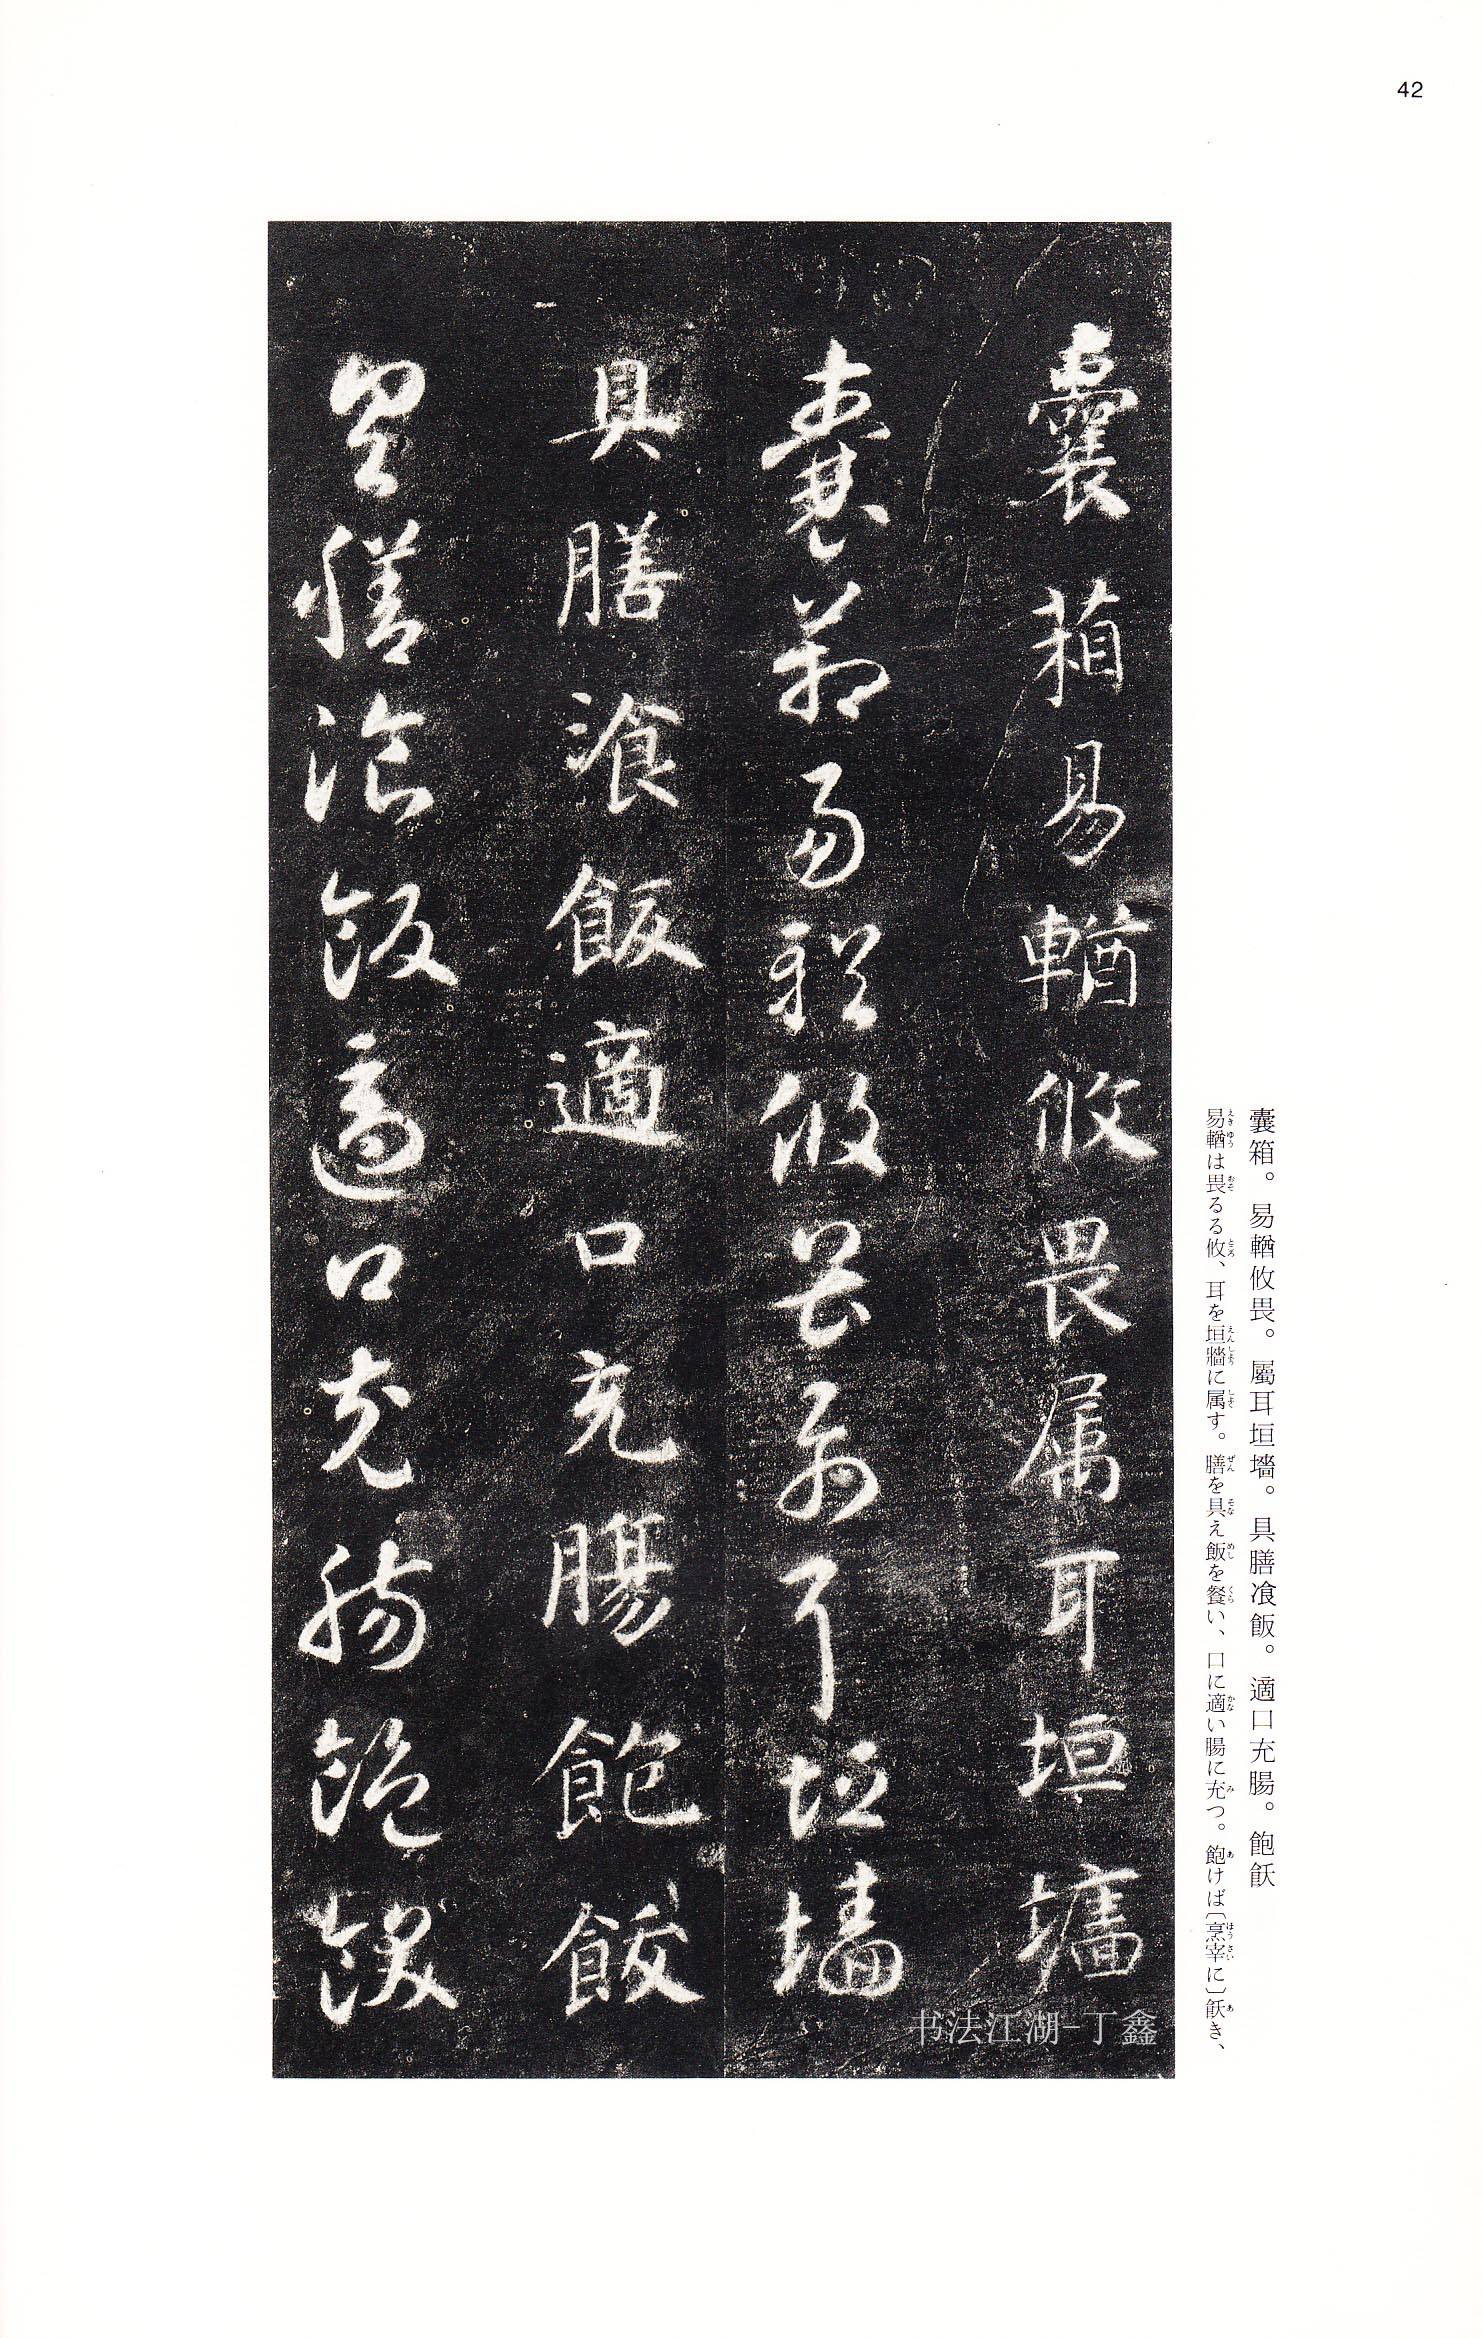 42
囊箱。易輶攸畏。屬耳垣墻。具膳飡飯。適口充腸。飽飫
易輶は畏るる攸、耳を垣牆に属す。膳を具え飯を餐い、口に適い腸に充つ。飽けば〔烹宰に〕飫き、
囊箱易輶攸畏属耳垣墻
囊箱易輶攸畏属耳垣墻
具膳飡飯適口充腸飽飫
具膳飡飯適口充腸飽飫
书法江湖-丁鑫